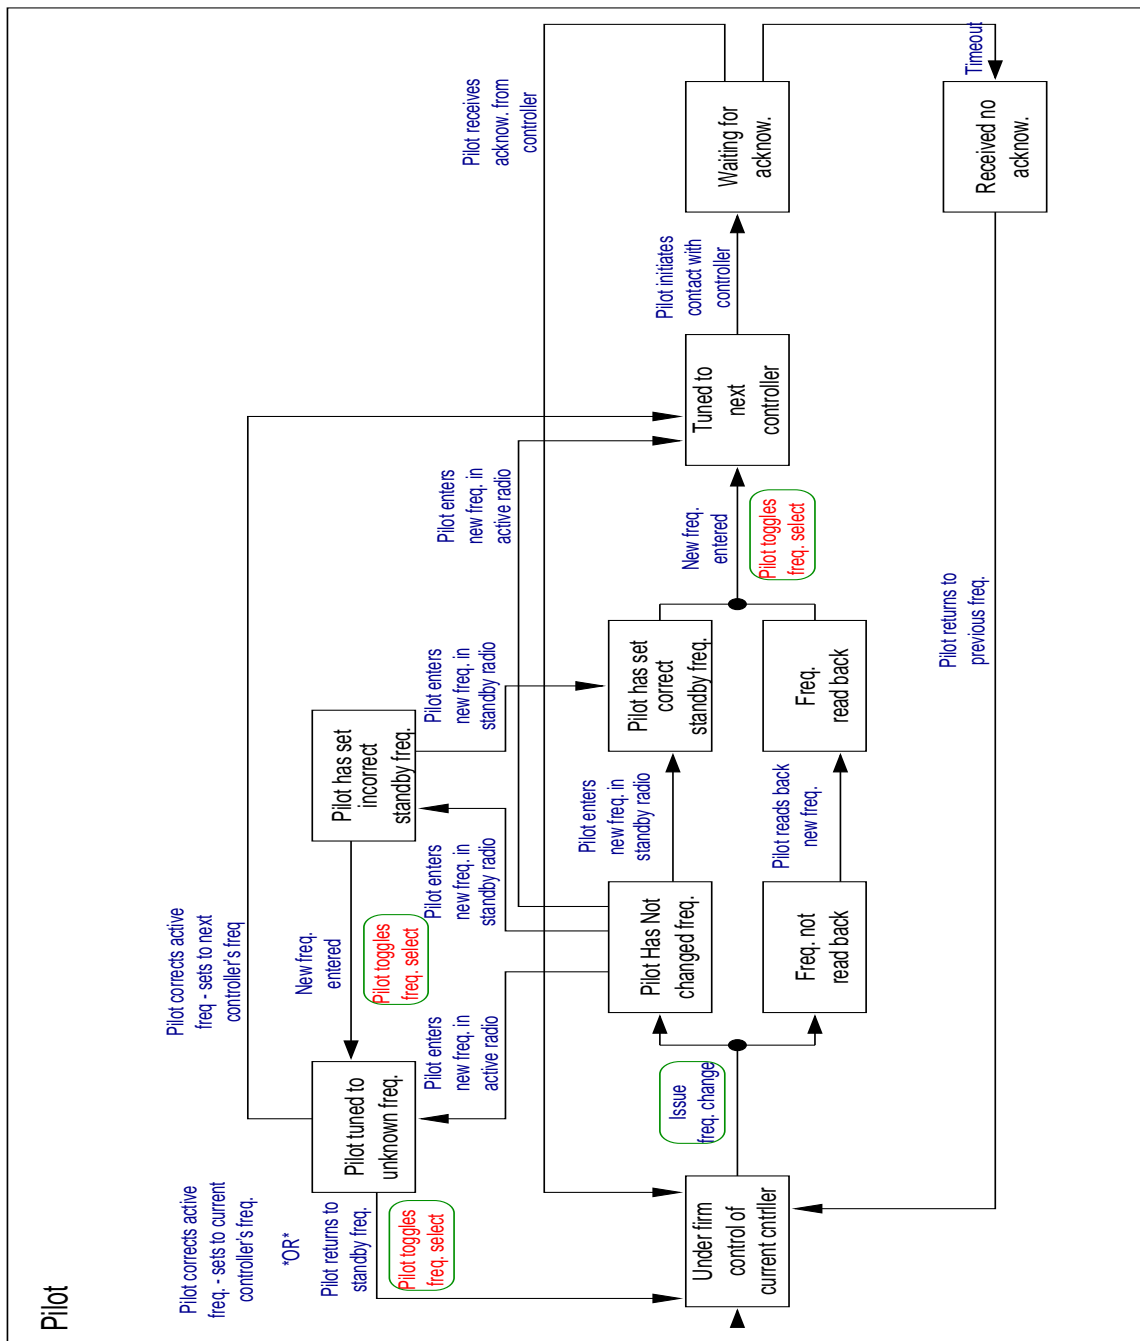 Pilot
Pilot corrects active
freq. - sets to current
controller's freq.
*OR*
Pilot returns to
standby freq.
Pilot toggles
freq. select
Pilot corrects active
freq - sets to next
controller's freq
Pilot tuned to
unknown freq.
New freq.
entered
Pilot toggles
freq. select
Pilot has set
incorrect
standby freq.
Pilot enters
new freq. in
active radio
Pilot enters
new freq. in
standby radio
Pilot enters
new freq. in
standby radio
Pilot enters
new freq. in
active radio
Pilot receives
acknow. from
controller
Under firm
control of
current cntrller
Issue
freq. change
Pilot Has Not
changed freq.
Pilot enters
new freq. in
standby radio
Pilot has set
correct
standby freq.
Freq. not
read back
Pilot reads back
new freq.
Freq.
read back
New freq.
entered
Pilot toggles
freq. select
Tuned to
next
controller
Pilot initiates
contact with
controller
Waiting for
acknow.
Timeout
Received no
acknow.
Pilot returns to
previous freq.